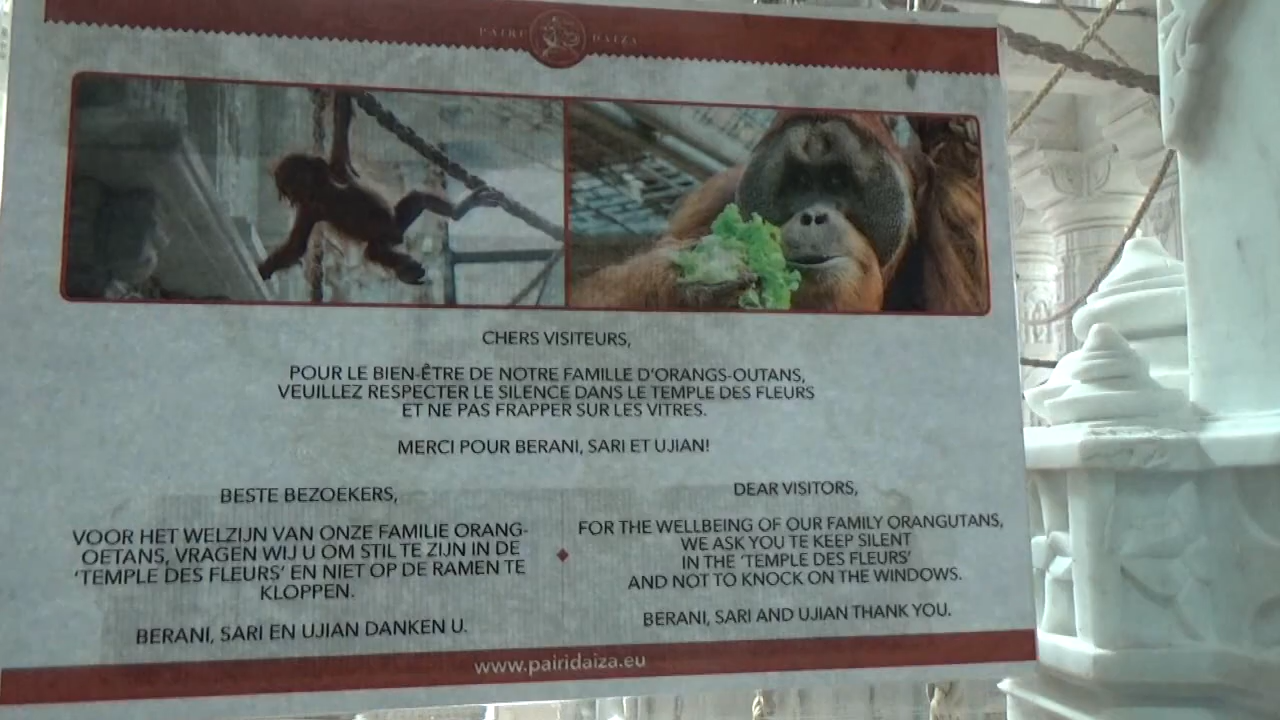 PAIRI DAIZA
CHERS VISITEURS,
POUR LE BIEN-ÊTRE DE NOTRE FAMILLE D'ORANGS-OUTANS,
VEUILLEZ RESPECTER LE SILENCE DANS LE TEMPLE DES FLEURS
ET NE PAS FRAPPER SUR LES VITRES.
MERCI POUR BERANI, SARI ET UJIAN!
BESTE BEZOEKERS,
VOOR HET WELZIJN VAN ONZE FAMILIE ORANG-
OETANS, VRAGEN WIJ U OM STIL TE ZIJN IN DE
'TEMPLE DES FLEURS' EN NIET OP DE RAMEN TE
KLOPPEN.
BERANI, SARI EN UJIAN DANKEN U.
DEAR VISITORS,
FOR THE WELLBEING OF OUR FAMILY ORANGUTANS,
WE ASK YOU TE KEEP SILENT
IN THE 'TEMPLE DES FLEURS'
AND NOT TO KNOCK ON THE WINDOWS.
BERANI, SARI AND UJIAN THANK YOU.
www.pairidaiza.eu